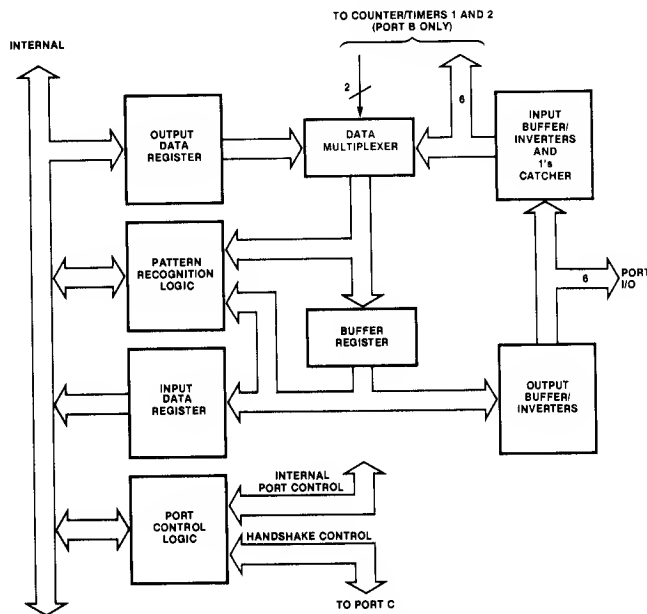 TO COUNTER/TIMERS 1 AND 2
(PORT B ONLY)
INTERNAL
2
6
OUTPUT
DATA
REGISTER
DATA
MULTIPLEXER
INPUT
BUFFER/
INVERTERS
AND
1's
CATCHER
PATTERN
RECOGNITION
LOGIC
6
PORT
I/O
BUFFER
REGISTER
INPUT
DATA
REGISTER
OUTPUT
BUFFER/
INVERTERS
PORT
CONTROL
LOGIC
INTERNAL
PORT CONTROL
HANDSHAKE CONTROL
TO PORT C